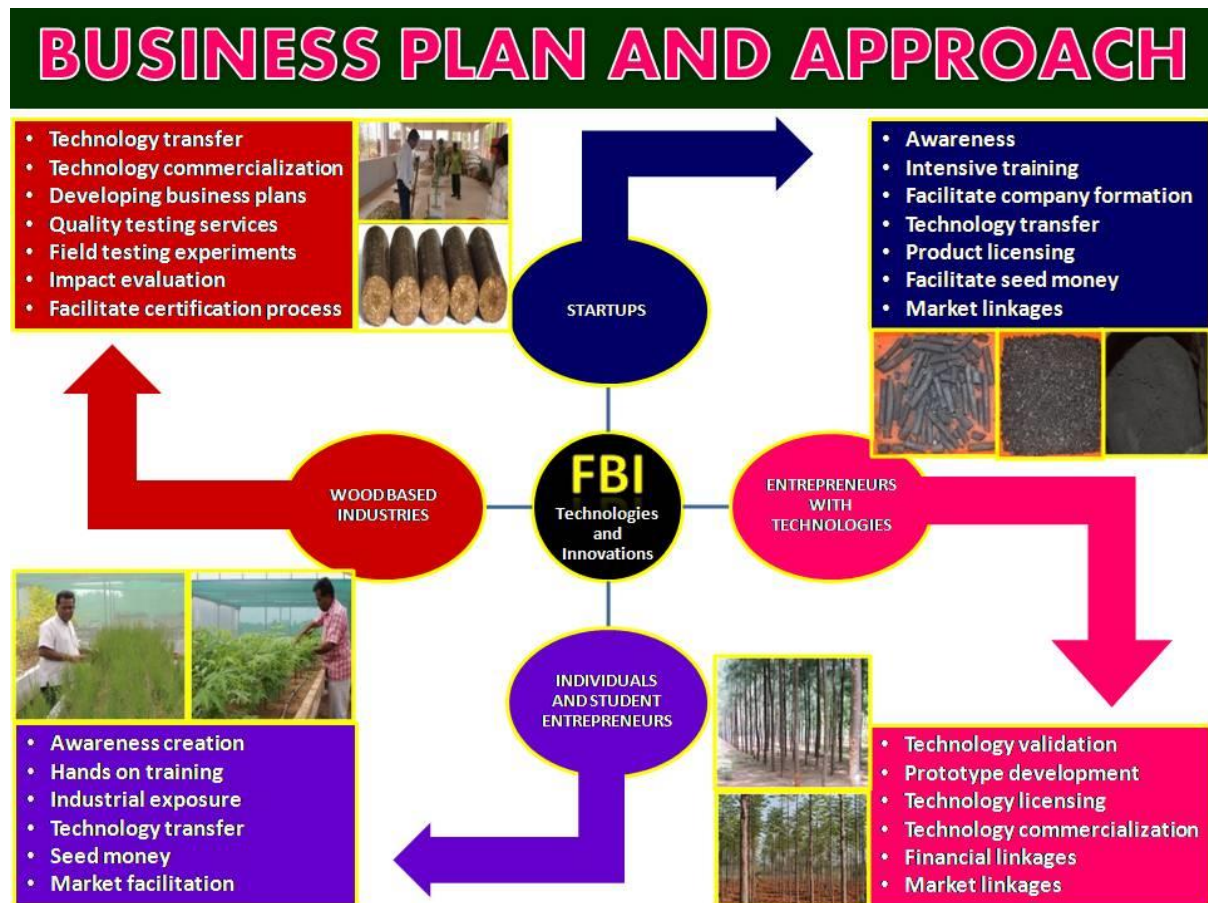 BUSINESS PLAN AND APPROACH
• Technology transfer
• Technology commercialization
• Developing business plans
• Quality testing services
• Field testing experiments
• Impact evaluation
• Facilitate certification process
STARTUPS
• Awareness
• Intensive training
• Facilitate company formation
• Technology transfer
• Product licensing
• Facilitate seed money
• Market linkages
WOOD BASED
INDUSTRIES
FBI
Technologies
and
Innovations
ENTREPRENEURS
WITH
TECHNOLOGIES
INDIVIDUALS
AND STUDENT
ENTREPRENEURS
• Awareness creation
• Hands on training
• Industrial exposure
• Technology transfer
• Seed money
• Market facilitation
• Technology validation
• Prototype development
• Technology licensing
• Technology commercialization
• Financial linkages
• Market linkages